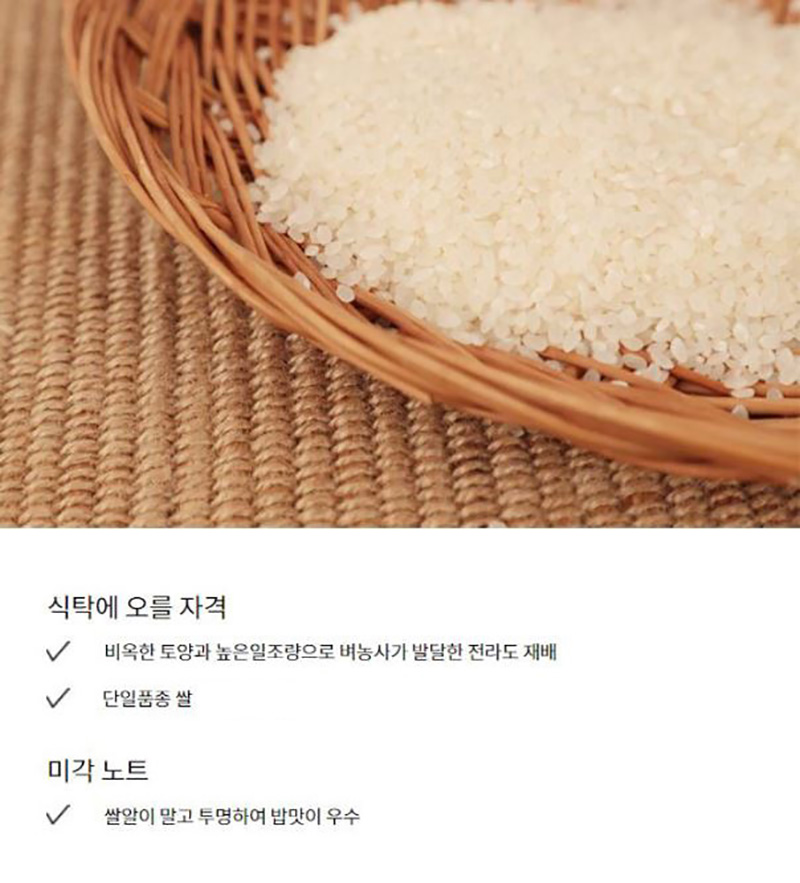 식탁에 오를 자격
비옥한 토양과 높은일조량으로 벼농사가 발달한 전라도 재배
단일품종 쌀
미각 노트
쌀알이 말고 투명하여 밥맛이 우수